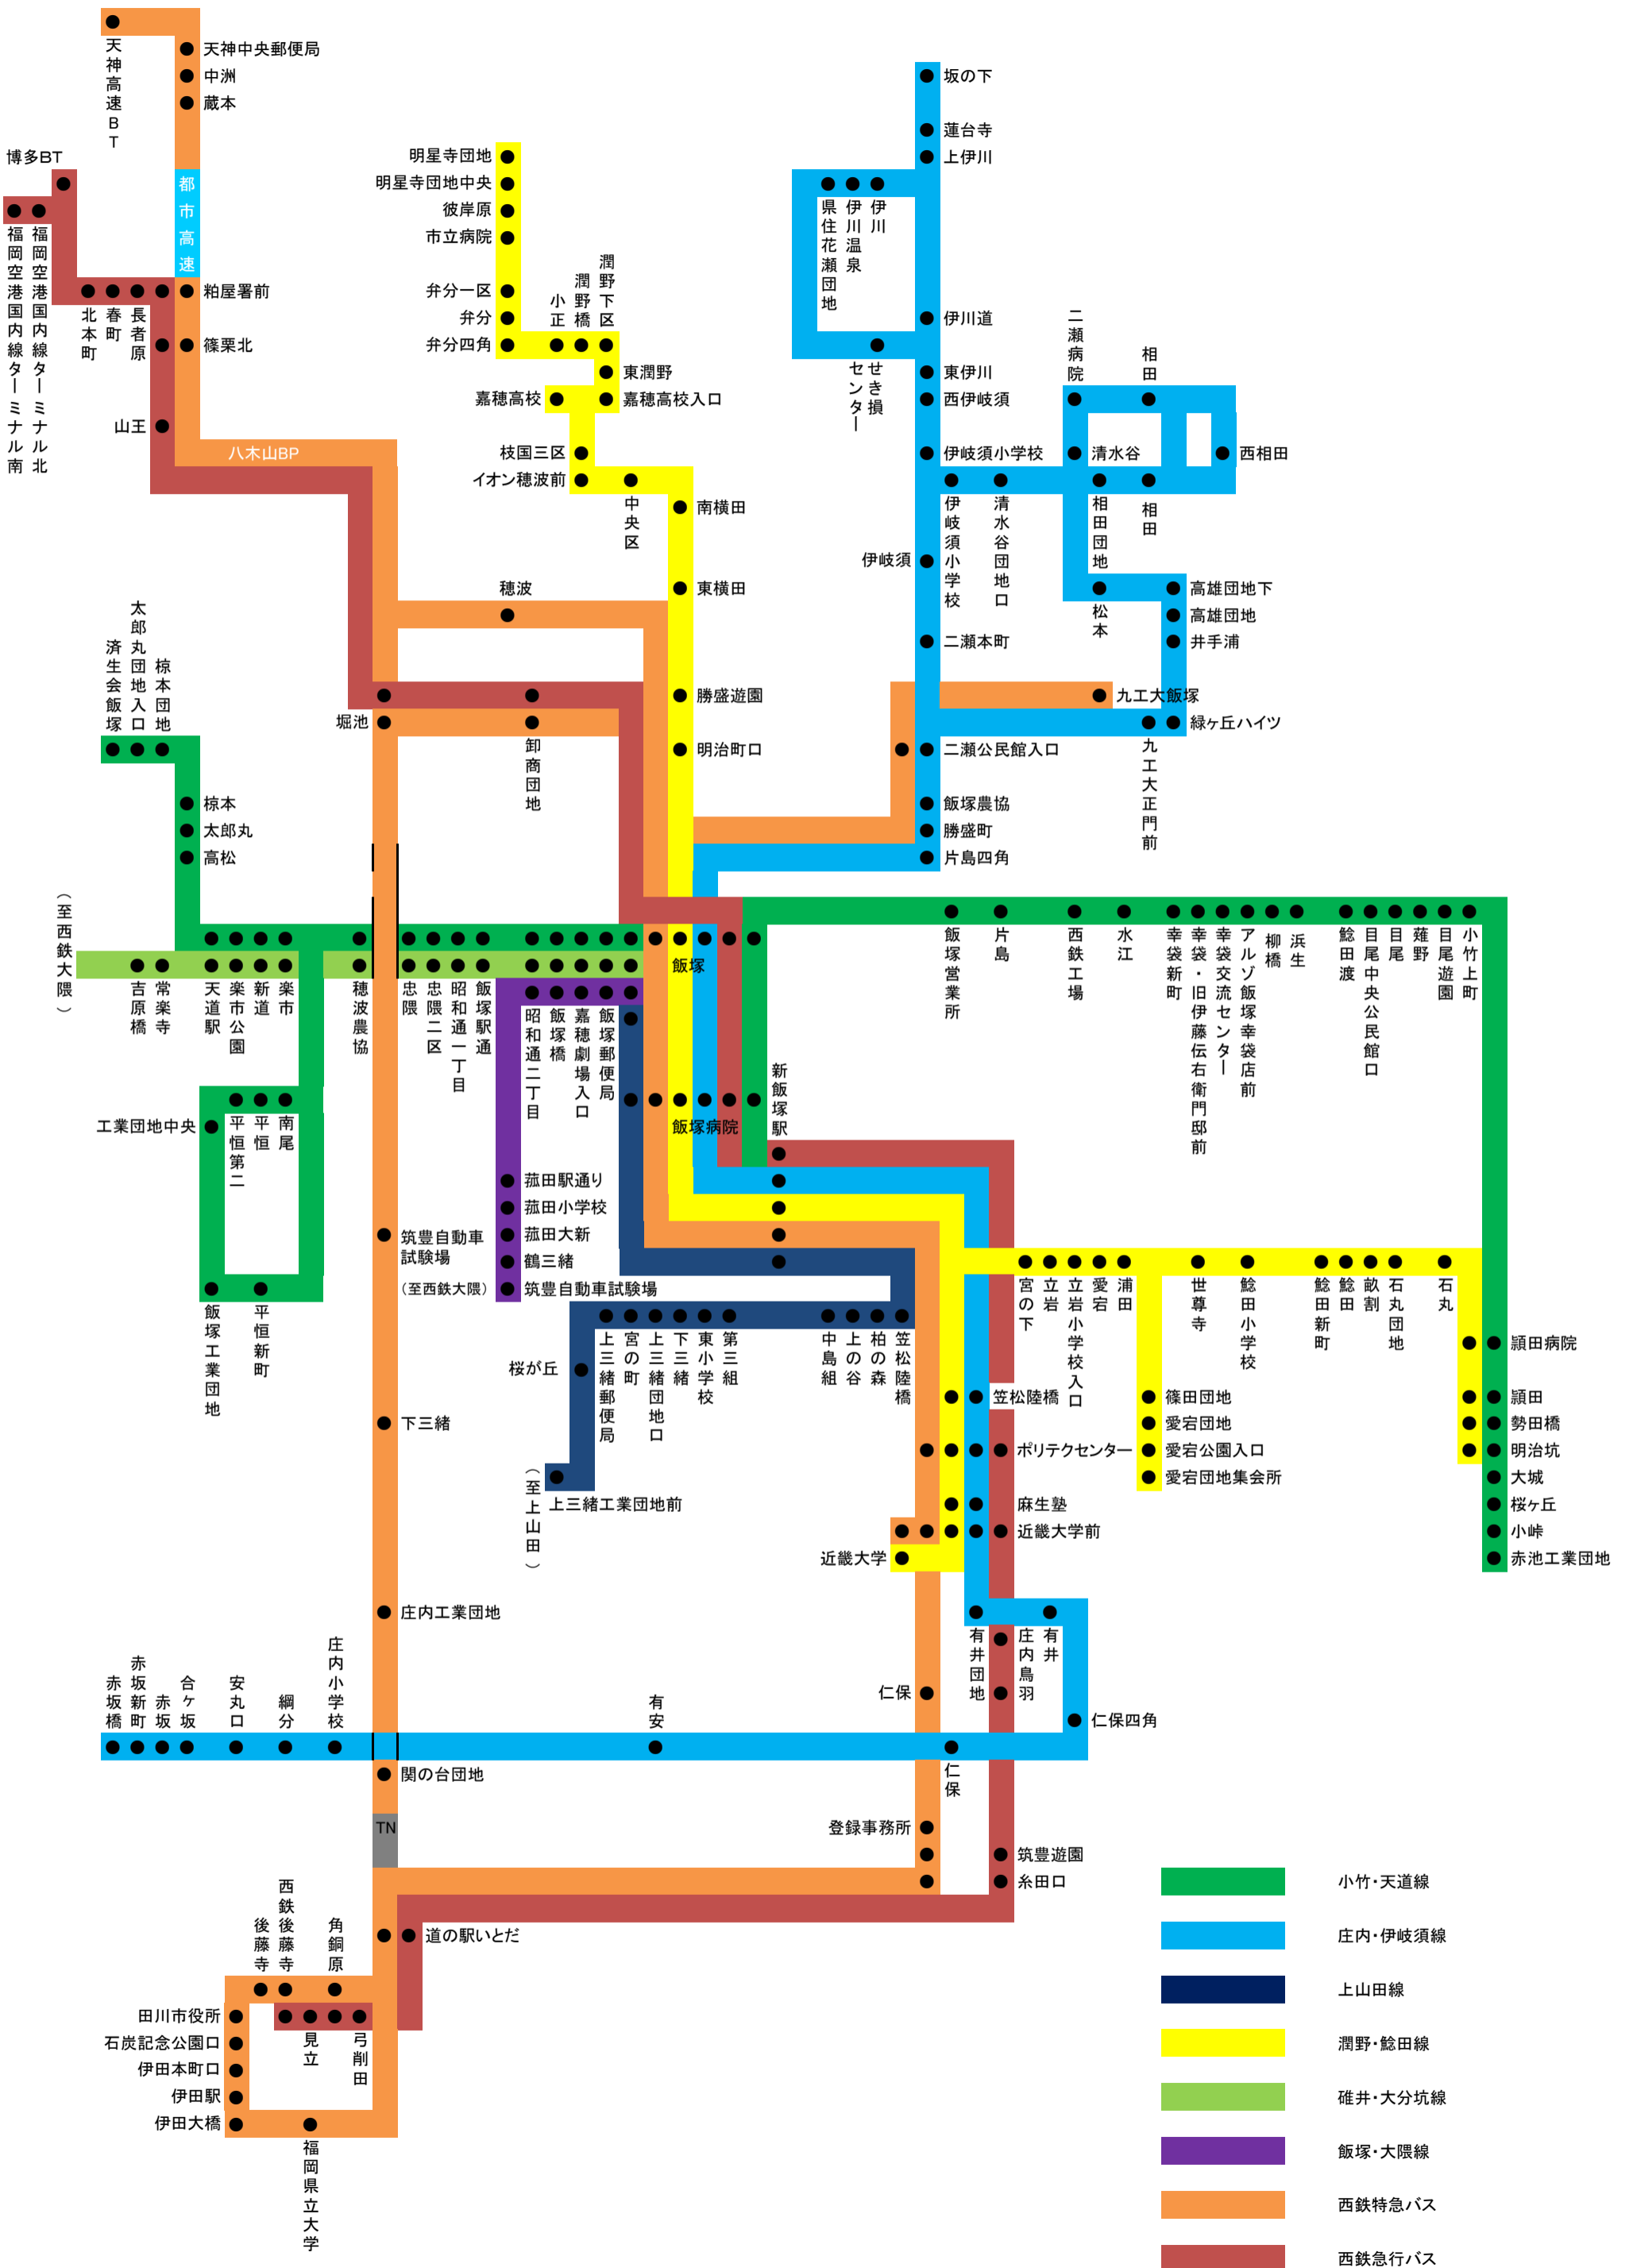 天神高速BT
天神中央郵便局
中洲
蔵本
都市高速
博多BT
福岡空港国内線ターミナル南
福岡空港国内線ターミナル北
北本町
春町
長者原
粕屋署前
篠栗北
山王
八木山BP
明星寺団地
明星寺団地中央
彼岸原
市立病院
弁分一区
弁分
弁分四角
小正
潤野橋
潤野下区
東潤野
嘉穂高校
嘉穂高校入口
枝国三区
イオン穂波前
中央区
南横田
東横田
穂波
勝盛遊園
明治町口
堀池
卸商団地
坂の下
蓮台寺
上伊川
県住花瀬団地
伊川温泉
伊川
伊川道
せき損センター
東伊川
西伊岐須
伊岐須小学校
二瀬病院
相田
清水谷
西相田
伊岐須小学校
清水谷団地口
相田団地
相田
伊岐須
松本
高雄団地下
高雄団地
井手浦
二瀬本町
九工大飯塚
緑ヶ丘ハイツ
九工大正門前
二瀬公民館入口
飯塚農協
勝盛町
片島四角
済生会飯塚
太郎丸団地入口
椋本団地
椋本
太郎丸
高松
（至西鉄大隈）
吉原橋
常楽寺
天道駅
楽市公園
新道
楽市
穂波農協
忠隈
忠隈二区
昭和通一丁目
飯塚駅通
昭和通二丁目
飯塚橋
嘉穂劇場入口
飯塚郵便局
飯塚
飯塚病院
新飯塚駅
飯塚営業所
片島
西鉄工場
水江
幸袋新町
幸袋・旧伊藤伝右衛門邸前
幸袋交流センター
アルゾ飯塚幸袋店前
柳橋
浜生
鯰田渡
目尾中央公民館口
目尾
薙野
目尾遊園
小竹上町
工業団地中央
平恒第二
平恒
南尾
飯塚工業団地
平恒新町
菰田駅通り
菰田小学校
菰田大新
鶴三緒
（至西鉄大隈）
筑豊自動車試験場
筑豊自動車
試験場
下三緒
庄内工業団地
桜が丘
上三緒郵便局
宮の町
上三緒団地口
下三緒
東小学校
第三組
中島組
上の谷
柏の森
笠松陸橋
（至上山田）
上三緒工業団地前
宮の下
立岩
立岩小学校入口
愛宕
浦田
世尊寺
鯰田小学校
鯰田新町
鯰田
畝割
石丸団地
石丸
笠松陸橋
篠田団地
愛宕団地
愛宕公園入口
愛宕団地集会所
ポリテクセンター
麻生塾
近畿大学前
近畿大学
頴田病院
頴田
勢田橋
明治坑
大城
桜ヶ丘
小峠
赤池工業団地
有井団地
庄内鳥羽
有井
仁保
仁保四角
赤坂橋
赤坂新町
赤坂
合ヶ坂
安丸口
綱分
庄内小学校
有安
仁保
関の台団地
TN
登録事務所
筑豊遊園
糸田口
道の駅いとだ
後藤寺
西鉄後藤寺
角銅原
田川市役所
石炭記念公園口
伊田本町口
伊田駅
伊田大橋
見立
弓削田
福岡県立大学
小竹・天道線
庄内・伊岐須線
上山田線
潤野・鯰田線
碓井・大分坑線
飯塚・大隈線
西鉄特急バス
西鉄急行バス